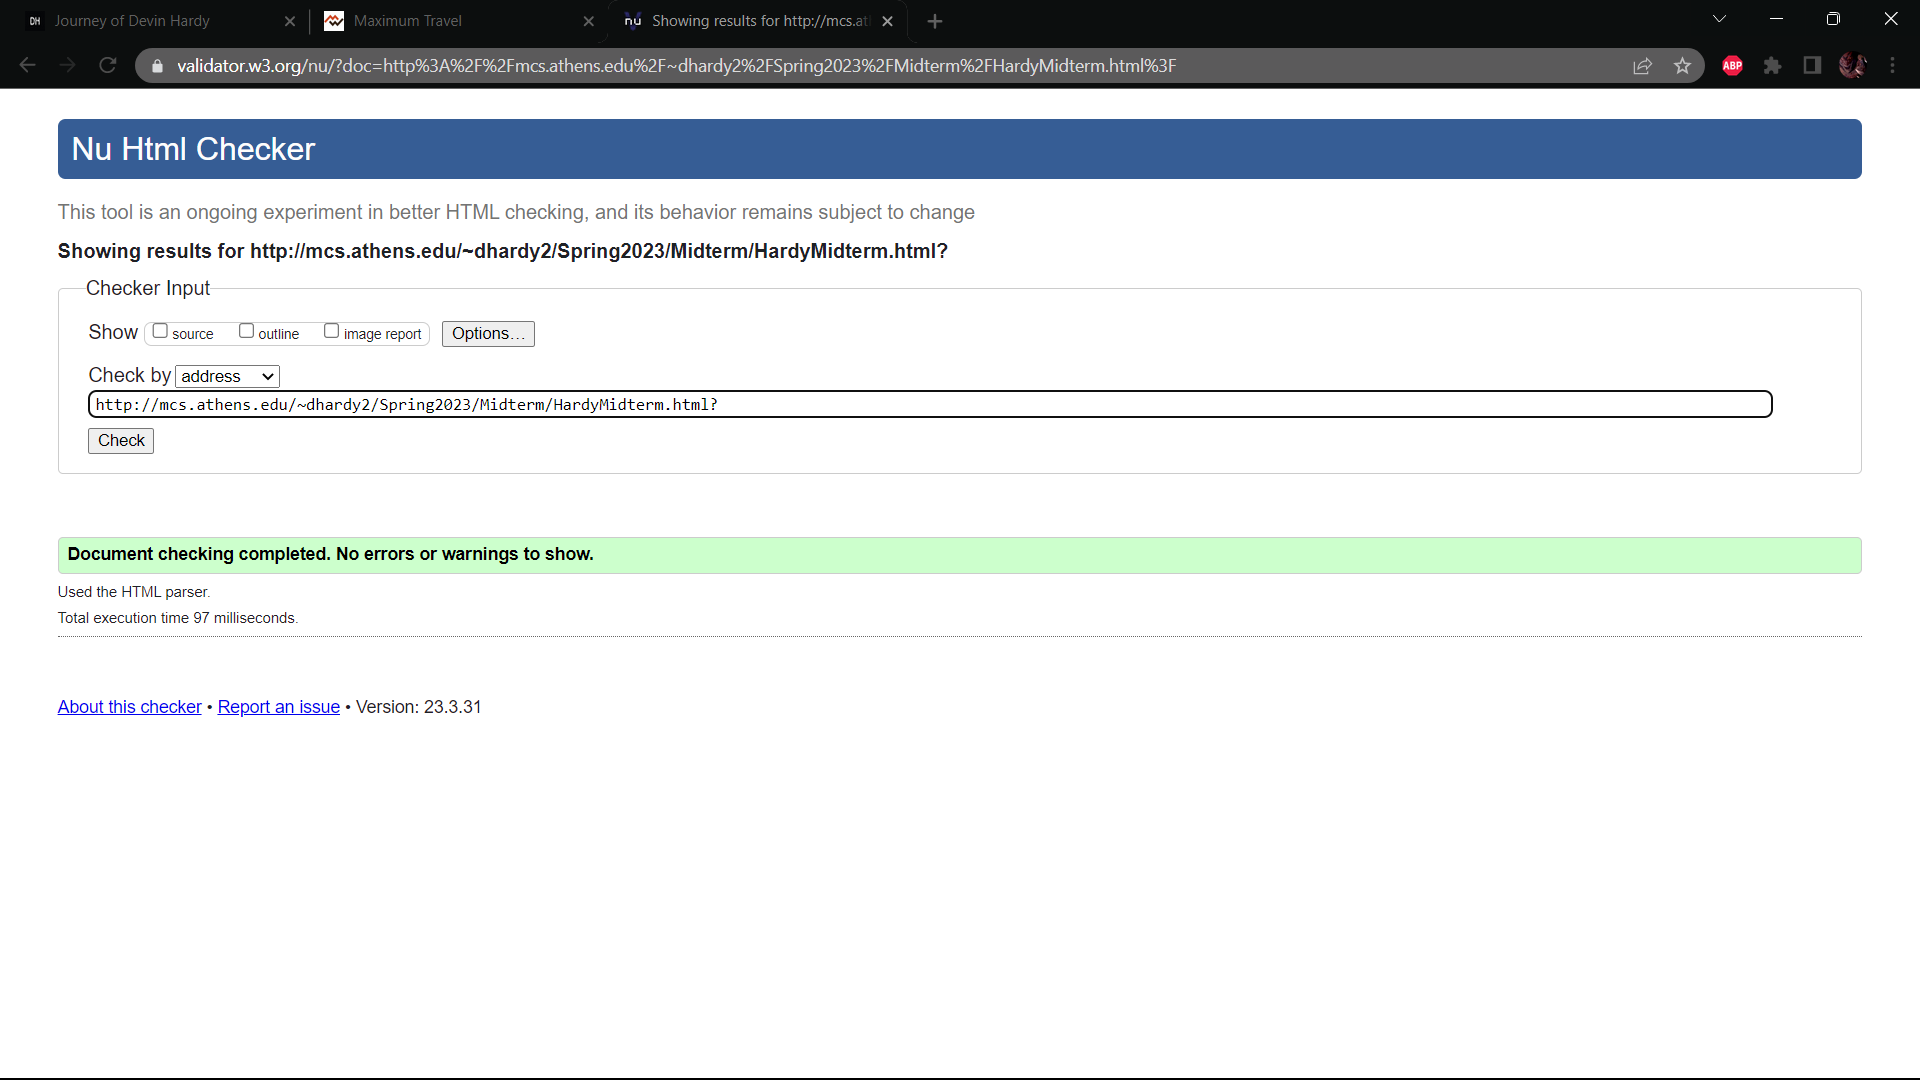 DH Journey of Devin Hardy
Maximum Travel
nu Showing results for http://mcs.at
validator.w3.org/nu/?doc=http%3A%2F%2Fmcs.athens.edu%2F~dhardy2%2FSpring2023%2FMidterm%2FHardyMidterm.html%3F
ABP
Nu Html Checker
This tool is an ongoing experiment in better HTML checking, and its behavior remains subject to change
Showing results for http://mcs.athens.edu/~dhardy2/Spring2023/Midterm/HardyMidterm.html?
Checker Input
Show source outline image report Options…
Check by address
http://mcs.athens.edu/~dhardy2/Spring2023/Midterm/HardyMidterm.html?
Check
Document checking completed. No errors or warnings to show.
Used the HTML parser.
Total execution time 97 milliseconds.
About this checker • Report an issue • Version: 23.3.31